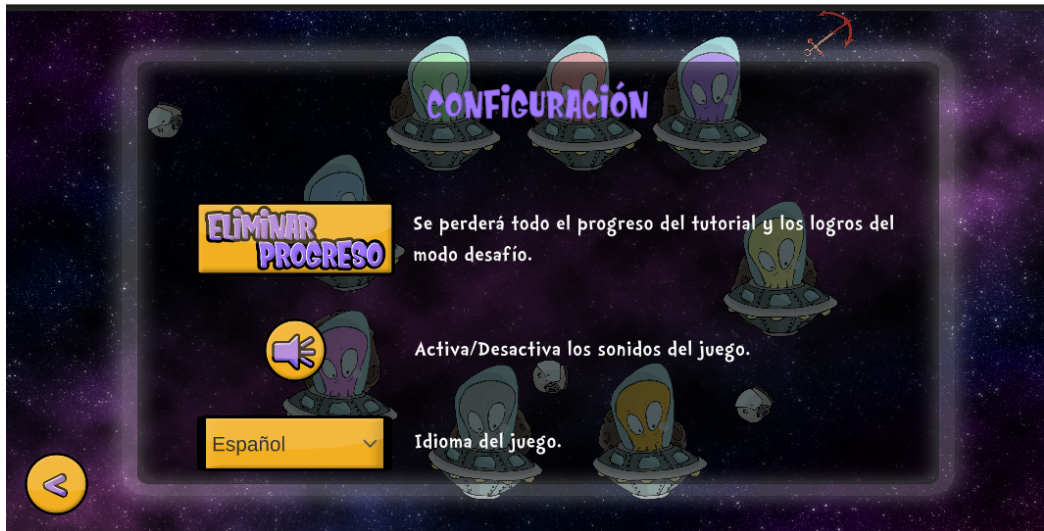 CONFIGURACIÓN
ELIMINAR
PROGRESO
Se perderá todo el progreso del tutorial y los logros del
modo desafío.
Activa/Desactiva los sonidos del juego.
Español
Idioma del juego.
<